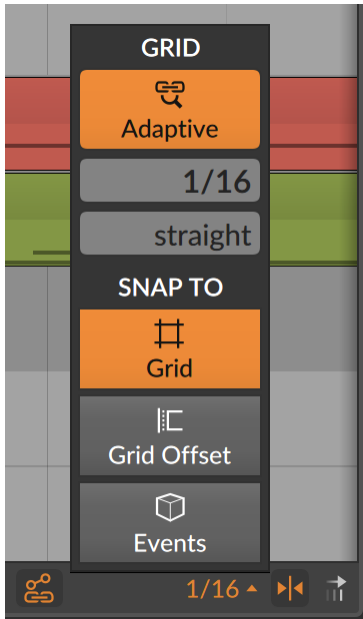 GRID
Adaptive
1/16
straight
SNAP TO
Grid
Grid Offset
Events
1/16